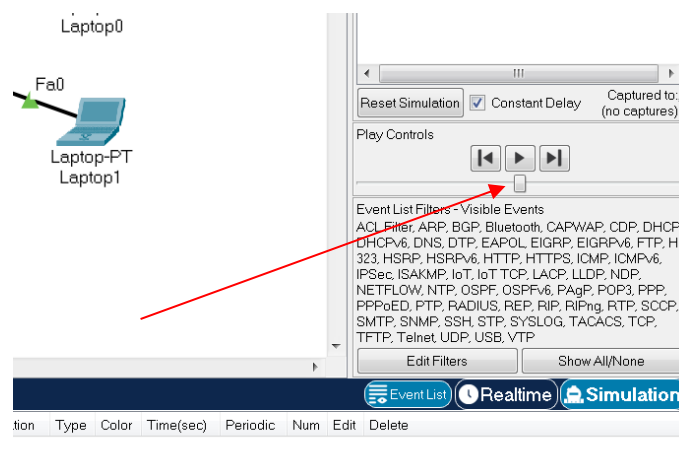 Laptop0
Fa0
Laptop-PT
Laptop1
Reset Simulation
Constant Delay
Captured to:
(no captures)
Play Controls
Event List Filters - Visible Events
ACL Filter, ARP, BGP, Bluetooth, CAPWAP, CDP, DHCP
DHCPv6, DNS, DTP, EAPOL, EIGRP, EIGRPv6, FTP, H
323, HSRP, HSRPv6, HTTP, HTTPS, ICMP, ICMPv6,
IPSec, ISAKMP, IoT, IoT TCP, LACP, LLDP, NDP,
NETFLOW, NTP, OSPF, OSPFv6, PAgP, POP3, PPP,
PPPoED, PTP, RADIUS, REP, RIP, RIPng, RTP, SCCP,
SMTP, SNMP, SSH, STP, SYSLOG, TACACS, TCP,
TFTP, Telnet, UDP, USB, VTP
Edit Filters
Show All/None
Event List
Realtime
Simulation
tion Type Color Time(sec) Periodic Num Edit Delete